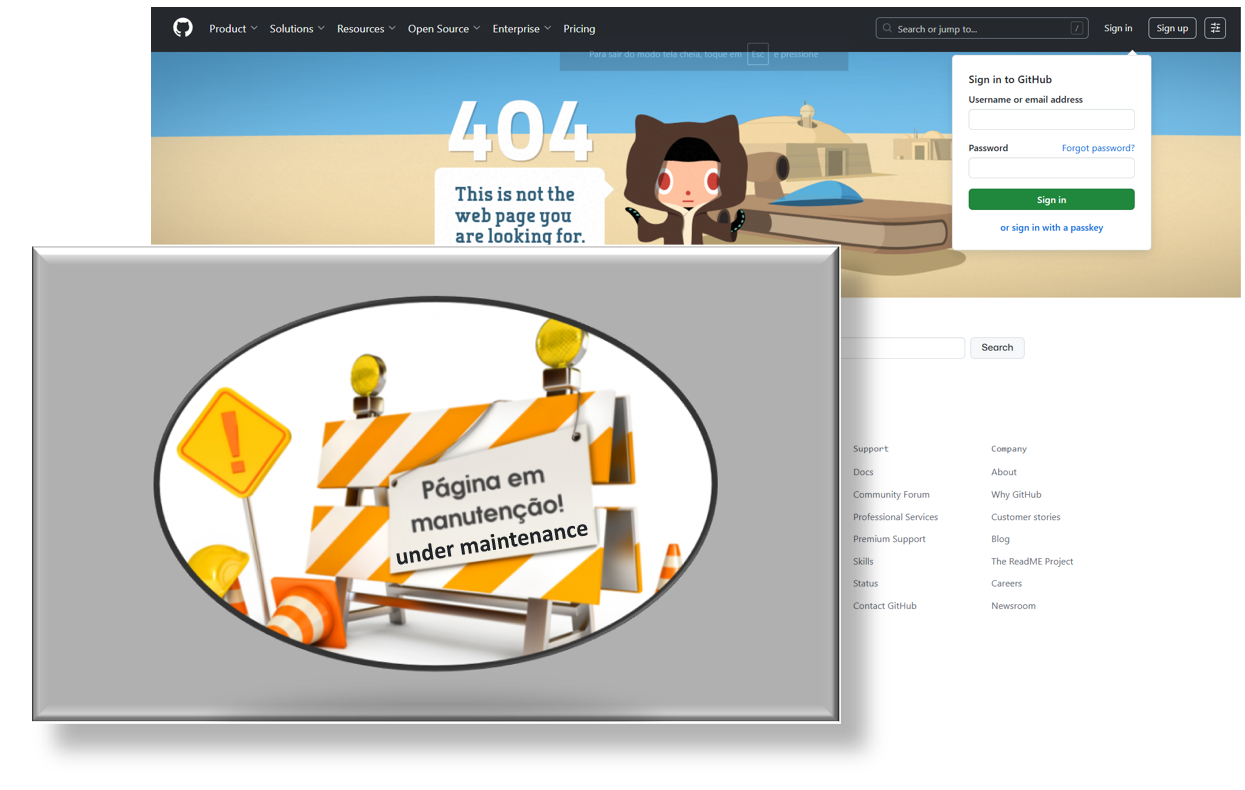 Product Solutions Resources Open Source Enterprise Pricing
Search or jump to... / Sign in Sign up
Para sair do modo tela cheia, toque em Esc e pressione
404
This is not the
web page you
are looking for.
Sign in to GitHub
Username or email address
Password Forgot password?
Sign in
or sign in with a passkey
Página em
manutenção!
under maintenance
Search
Support
Docs
Community Forum
Professional Services
Premium Support
Skills
Status
Contact GitHub
Company
About
Why GitHub
Customer stories
Blog
The ReadME Project
Careers
Newsroom